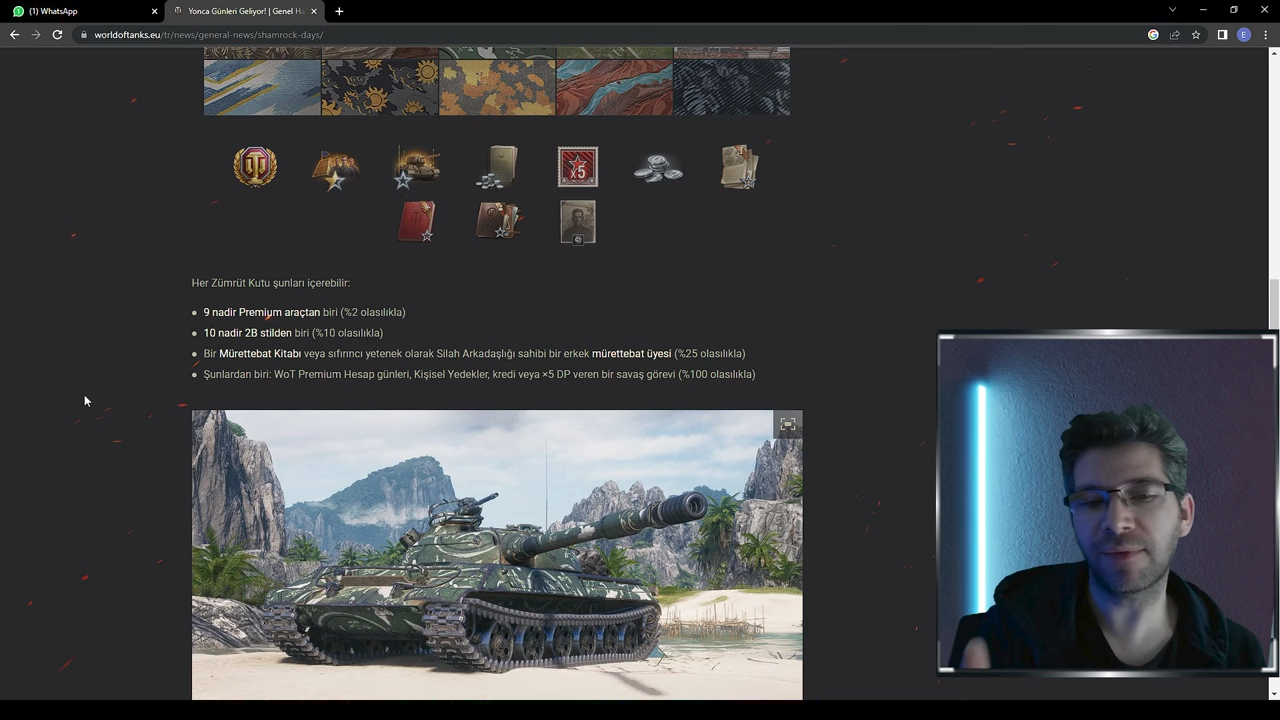 (1) WhatsApp
Yonca Günleri Geliyor! | Genel Ha
worldoftanks.eu/tr/news/general-news/shamrock-days/
E
x5
Her Zümrüt Kutu şunları içerebilir:
9 nadir Premium araçtan biri (%2 olasılıkla)
10 nadir 2B stilden biri (%10 olasılıkla)
Bir Mürettebat Kitabı veya sıfırıncı yetenek olarak Silah Arkadaşlığı sahibi bir erkek mürettebat üyesi (%25 olasılıkla)
Şunlardan biri: WoT Premium Hesap günleri, Kişisel Yedekler, kredi veya ×5 DP veren bir savaş görevi (%100 olasılıkla)